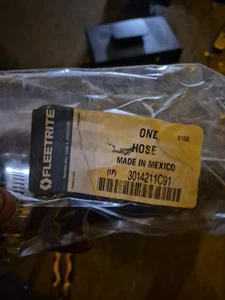 FLEETRITE
ONE
HOSE
MADE IN MEXICO
(1P) 3014211C91